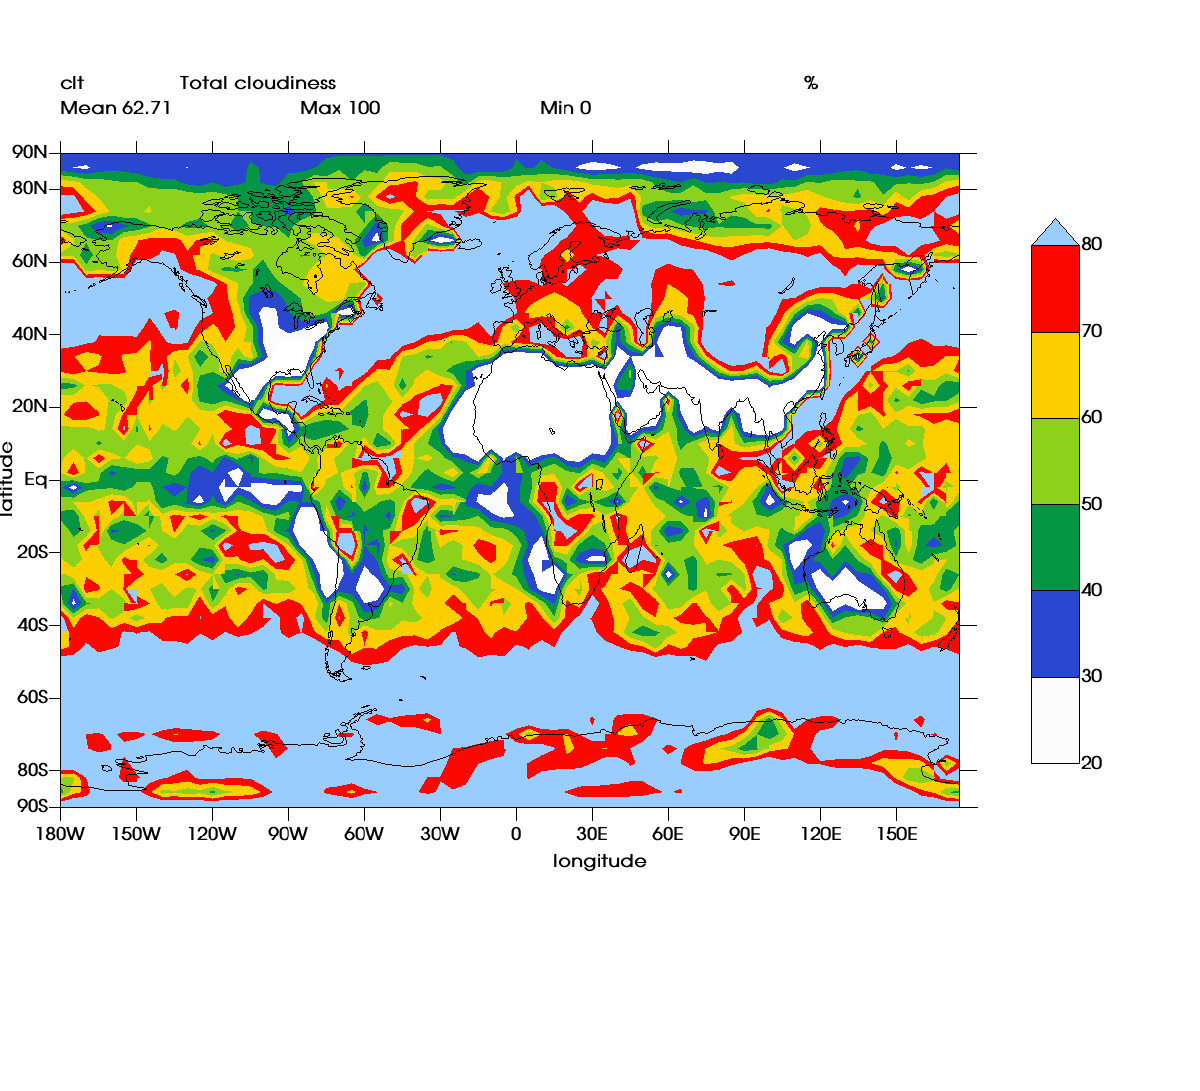 clt Total cloudiness %
Mean 62.71 Max 100 Min 0
90N
80N
60N
40N
20N
Eq
20S
40S
60S
80S
90S
latitude
180W 150W 120W 90W 60W 30W 0 30E 60E 90E 120E 150E
longitude
80
70
60
50
40
30
20